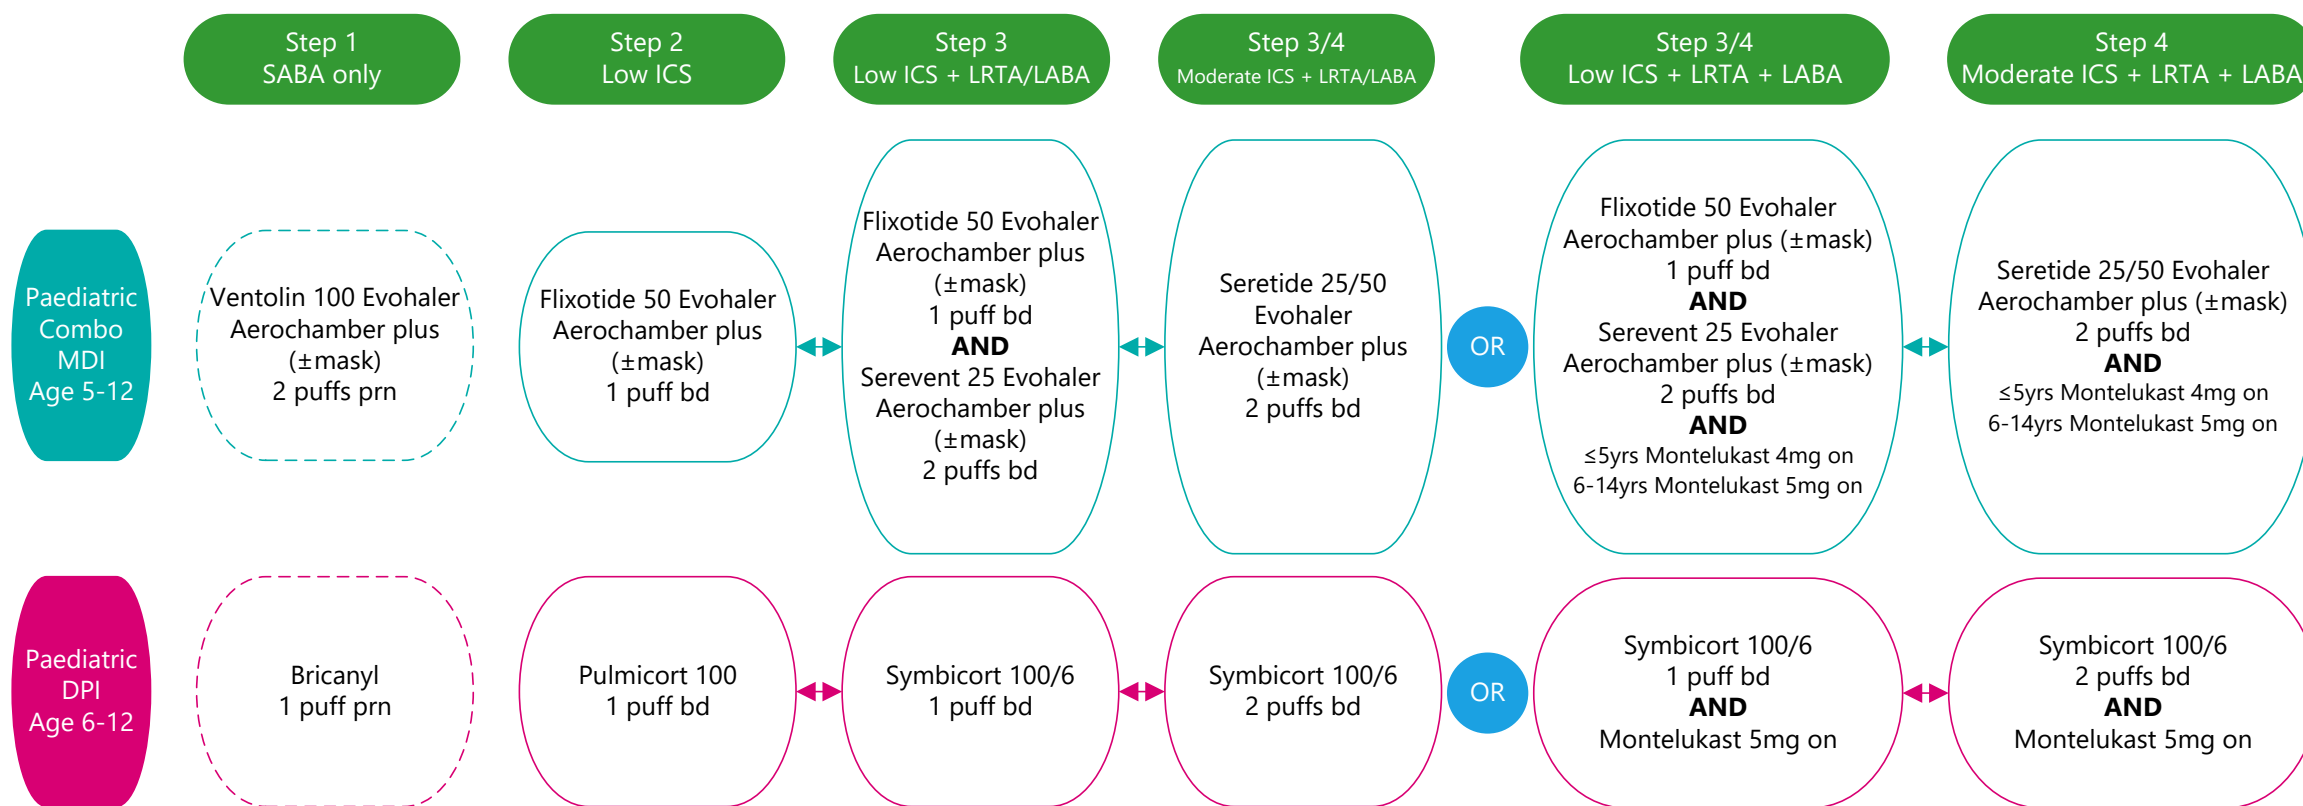 Step 1
SABA only
Step 2
Low ICS
Step 3
Low ICS + LRTA/LABA
Step 3/4
Moderate ICS + LRTA/LABA
Step 3/4
Low ICS + LRTA + LABA
Step 4
Moderate ICS + LRTA + LABA
Paediatric
Combo
MDI
Age 5-12
Ventolin 100 Evohaler
Aerochamber plus
(±mask)
2 puffs prn
Flixotide 50 Evohaler
Aerochamber plus
(±mask)
1 puff bd
Flixotide 50 Evohaler
Aerochamber plus
(±mask)
1 puff bd
AND
Serevent 25 Evohaler
Aerochamber plus
(±mask)
2 puffs bd
Seretide 25/50
Evohaler
Aerochamber plus
(±mask)
2 puffs bd
OR
Flixotide 50 Evohaler
Aerochamber plus (±mask)
1 puff bd
AND
Serevent 25 Evohaler
Aerochamber plus (±mask)
2 puffs bd
AND
≤5yrs Montelukast 4mg on
6-14yrs Montelukast 5mg on
Seretide 25/50 Evohaler
Aerochamber plus (±mask)
2 puffs bd
AND
≤5yrs Montelukast 4mg on
6-14yrs Montelukast 5mg on
Paediatric
DPI
Age 6-12
Bricanyl
1 puff prn
Pulmicort 100
1 puff bd
Symbicort 100/6
1 puff bd
Symbicort 100/6
2 puffs bd
OR
Symbicort 100/6
1 puff bd
AND
Montelukast 5mg on
Symbicort 100/6
2 puffs bd
AND
Montelukast 5mg on